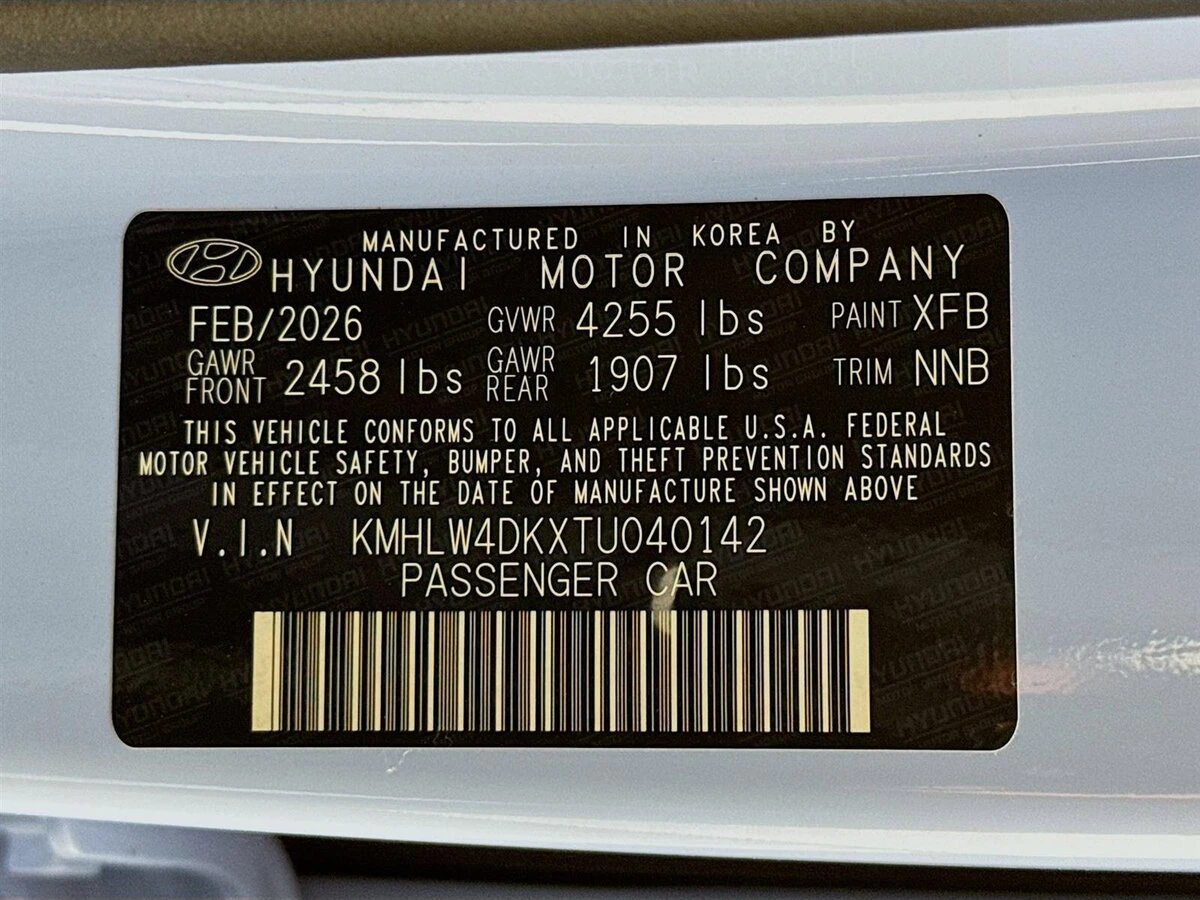 MANUFACTURED IN KOREA BY
HYUNDAI MOTOR COMPANY
FEB/2026 GVWR 4255 lbs PAINT XFB
GAWR FRONT 2458 lbs GAWR REAR 1907 lbs TRIM NNB
THIS VEHICLE CONFORMS TO ALL APPLICABLE U.S.A. FEDERAL
MOTOR VEHICLE SAFETY, BUMPER, AND THEFT PREVENTION STANDARDS
IN EFFECT ON THE DATE OF MANUFACTURE SHOWN ABOVE
V.I.N KMHLW4DKXTU040142
PASSENGER CAR